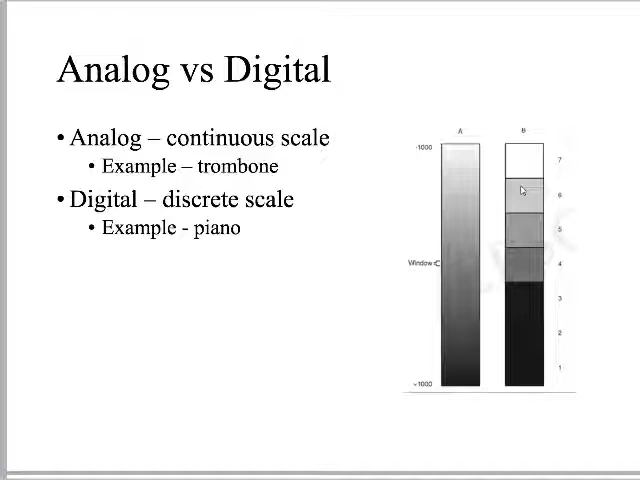 Analog vs Digital
• Analog – continuous scale
• Example – trombone
• Digital – discrete scale
• Example - piano
A B
-1000
7
6
5
Window
4
3
2
1